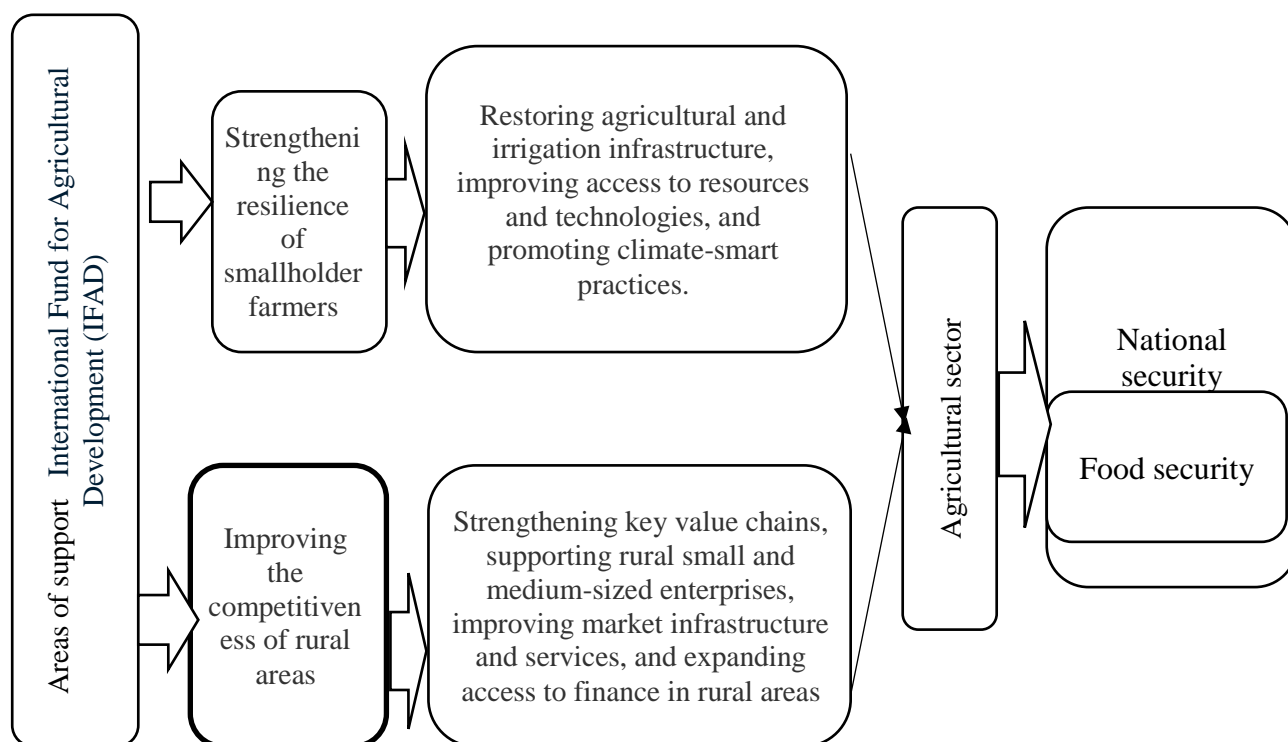 Areas of support International Fund for Agricultural
Development (IFAD)
Strengtheni
ng the
resilience
of
smallholder
farmers
Restoring agricultural and
irrigation infrastructure,
improving access to resources
and technologies, and
promoting climate-smart
practices.
Improving
the
competitiven
ess of rural
areas
Strengthening key value chains,
supporting rural small and
medium-sized enterprises,
improving market infrastructure
and services, and expanding
access to finance in rural areas
Agricultural sector
National
security
Food security